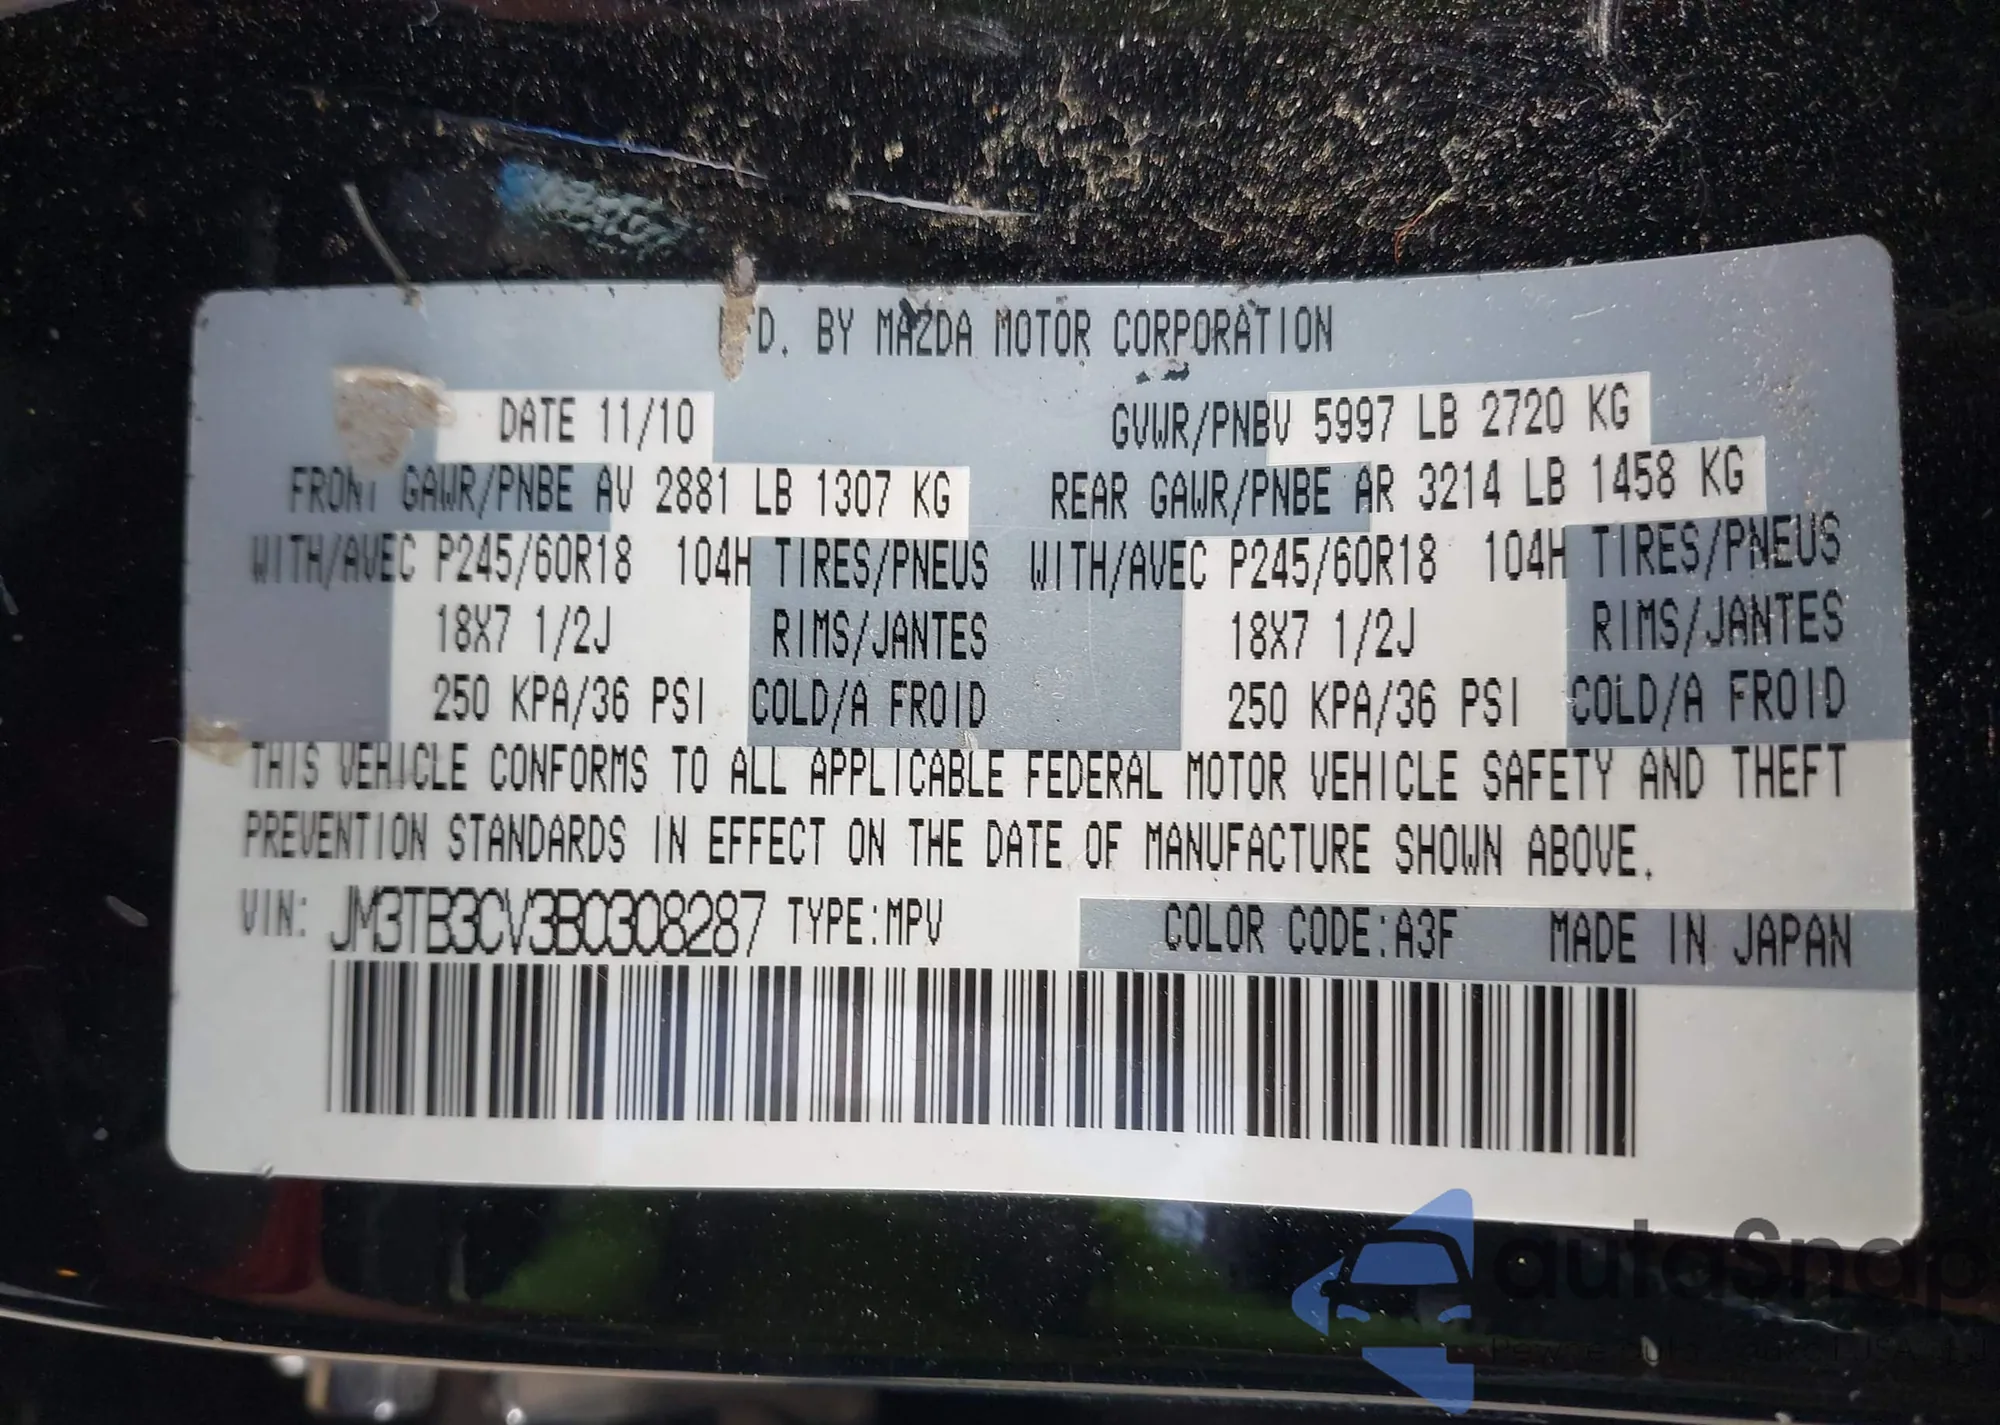 MFD. BY MAZDA MOTOR CORPORATION
DATE 11/10 GVWR/PNBV 5997 LB 2720 KG
FRONT GAWR/PNBE AV 2881 LB 1307 KG REAR GAWR/PNBE AR 3214 LB 1458 KG
WITH/AVEC P245/60R18 104H TIRES/PNEUS WITH/AVEC P245/60R18 104H TIRES/PNEUS
18X7 1/2J RIMS/JANTES 18X7 1/2J RIMS/JANTES
250 KPA/36 PSI COLD/A FROID 250 KPA/36 PSI COLD/A FROID
THIS VEHICLE CONFORMS TO ALL APPLICABLE FEDERAL MOTOR VEHICLE SAFETY AND THEFT
PREVENTION STANDARDS IN EFFECT ON THE DATE OF MANUFACTURE SHOWN ABOVE.
VIN: JM3TB3CV3B0308287 TYPE:MPV COLOR CODE:A3F MADE IN JAPAN
autoSnap